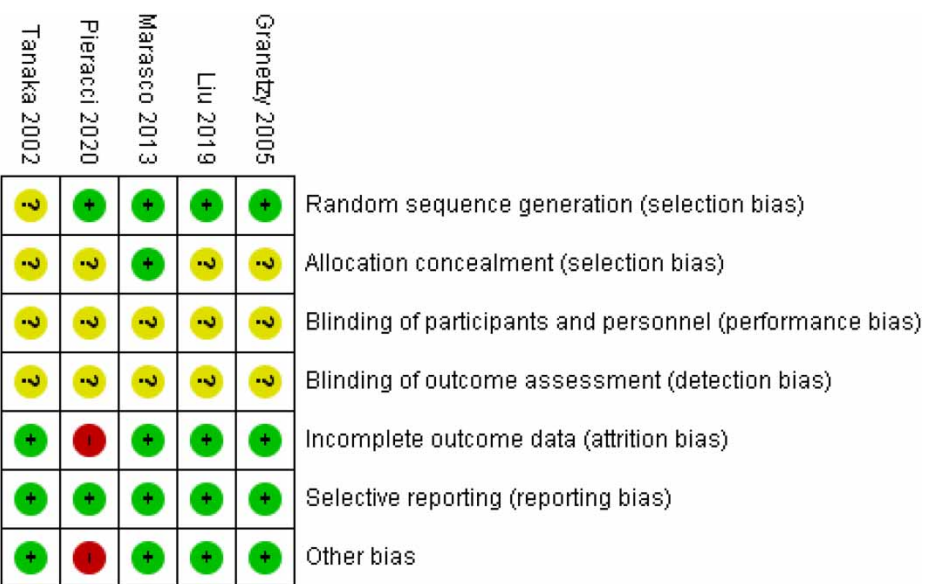 Tanaka 2002
Pieracci 2020
Marasco 2013
Liu 2019
Granetzy 2005
? + + + + Random sequence generation (selection bias)
? ? + ? ? Allocation concealment (selection bias)
? ? ? ? ? Blinding of participants and personnel (performance bias)
? ? ? ? ? Blinding of outcome assessment (detection bias)
+ - + + + Incomplete outcome data (attrition bias)
+ + + + + Selective reporting (reporting bias)
+ - + + + Other bias